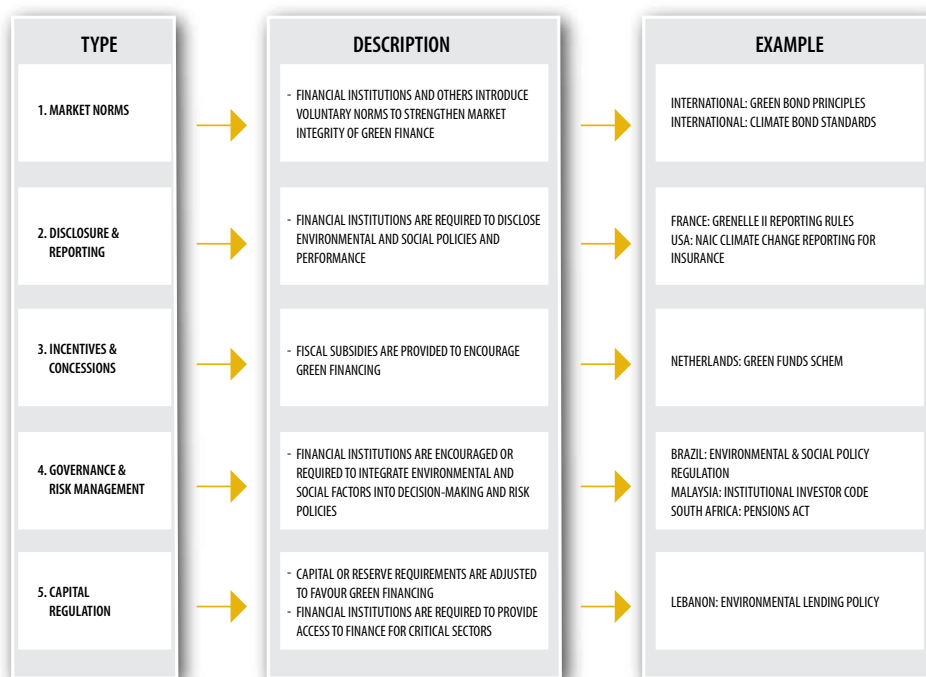 TYPE
DESCRIPTION
EXAMPLE
1. MARKET NORMS
- FINANCIAL INSTITUTIONS AND OTHERS INTRODUCE
VOLUNTARY NORMS TO STRENGTHEN MARKET
INTEGRITY OF GREEN FINANCE
INTERNATIONAL: GREEN BOND PRINCIPLES
INTERNATIONAL: CLIMATE BOND STANDARDS
2. DISCLOSURE &
REPORTING
- FINANCIAL INSTITUTIONS ARE REQUIRED TO DISCLOSE
ENVIRONMENTAL AND SOCIAL POLICIES AND
PERFORMANCE
FRANCE: GRENELLE II REPORTING RULES
USA: NAIC CLIMATE CHANGE REPORTING FOR
INSURANCE
3. INCENTIVES &
CONCESSIONS
- FISCAL SUBSIDIES ARE PROVIDED TO ENCOURAGE
GREEN FINANCING
NETHERLANDS: GREEN FUNDS SCHEM
4. GOVERNANCE &
RISK MANAGEMENT
- FINANCIAL INSTITUTIONS ARE ENCOURAGED OR
REQUIRED TO INTEGRATE ENVIRONMENTAL AND
SOCIAL FACTORS INTO DECISION-MAKING AND RISK
POLICIES
BRAZIL: ENVIRONMENTAL & SOCIAL POLICY
REGULATION
MALAYSIA: INSTITUTIONAL INVESTOR CODE
SOUTH AFRICA: PENSIONS ACT
5. CAPITAL
REGULATION
- CAPITAL OR RESERVE REQUIREMENTS ARE ADJUSTED
TO FAVOUR GREEN FINANCING
- FINANCIAL INSTITUTIONS ARE REQUIRED TO PROVIDE
ACCESS TO FINANCE FOR CRITICAL SECTORS
LEBANON: ENVIRONMENTAL LENDING POLICY